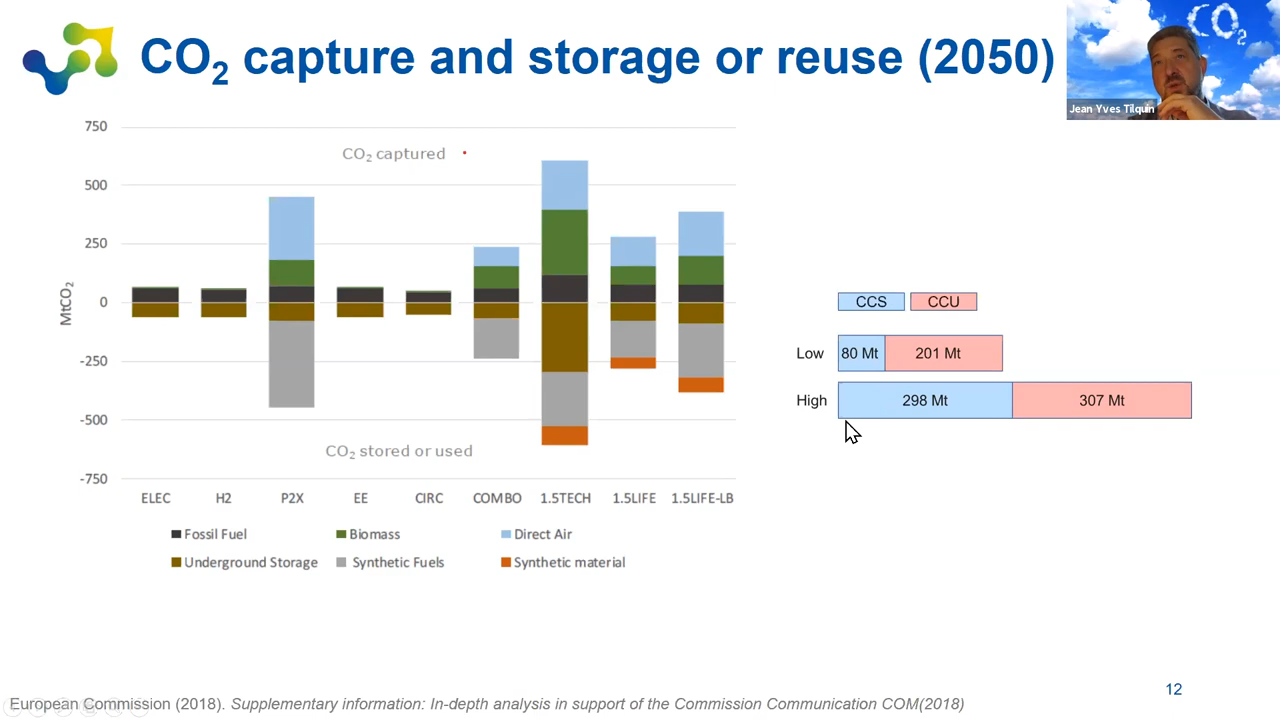 CO₂ capture and storage or reuse (2050)
CO₂
Jean Yves Tilquin
750
500
250
0
-250
-500
-750
MtCO₂
CO₂ captured
CO₂ stored or used
ELEC H2 P2X EE CIRC COMBO 1.5TECH 1.5LIFE 1.5LIFE-LB
Fossil Fuel Biomass Direct Air
Underground Storage Synthetic Fuels Synthetic material
CCS CCU
Low 80 Mt 201 Mt
High 298 Mt 307 Mt
12
European Commission (2018). Supplementary information: In-depth analysis in support of the Commission Communication COM(2018)